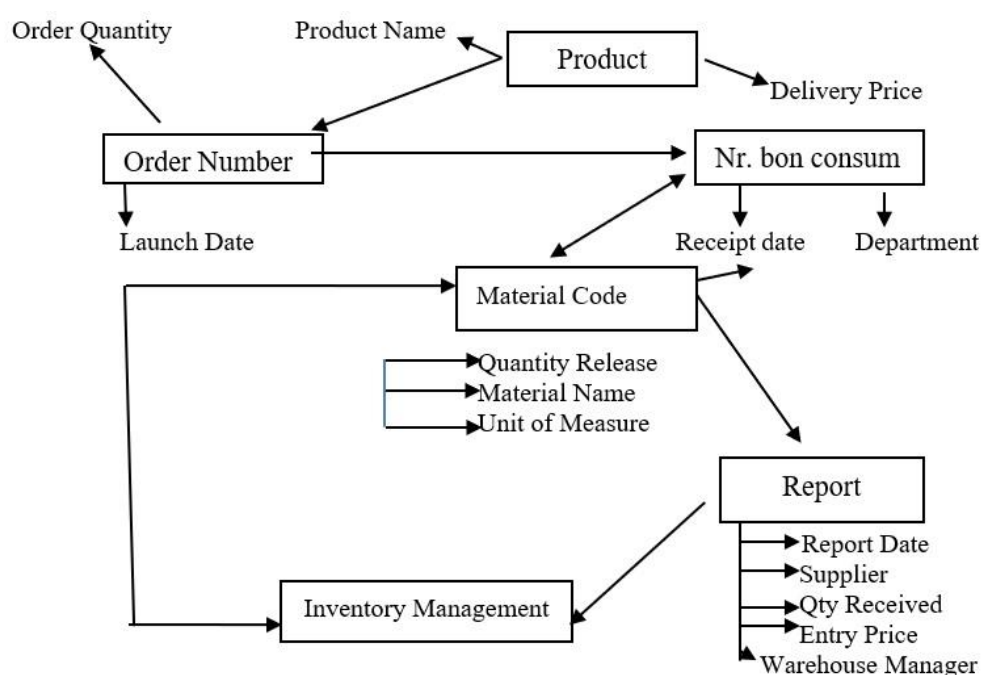 Order Quantity
Product Name
Product
Delivery Price
Order Number
Nr. bon consum
Launch Date
Receipt date
Department
Material Code
Quantity Release
Material Name
Unit of Measure
Report
Report Date
Supplier
Qty Received
Entry Price
Warehouse Manager
Inventory Management